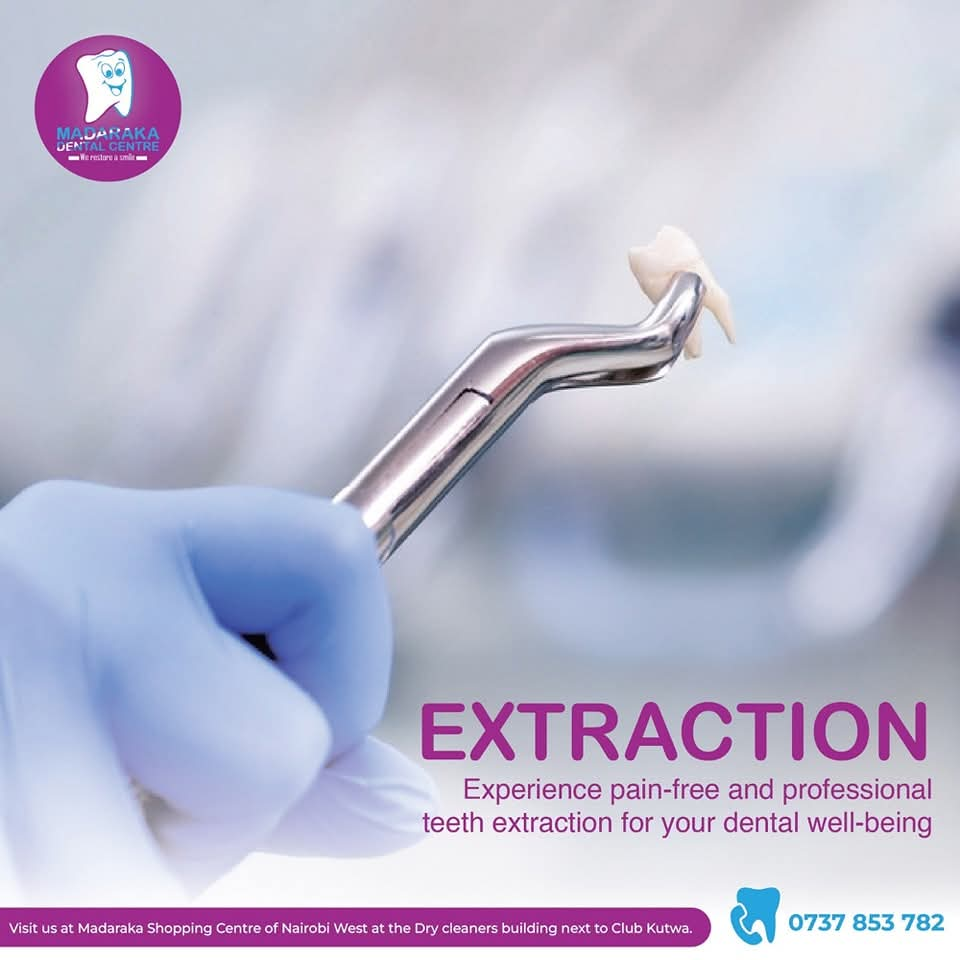 MADARAKA
DENTAL CENTRE
We restore a smile
EXTRACTION
Experience pain-free and professional
teeth extraction for your dental well-being
Visit us at Madaraka Shopping Centre of Nairobi West at the Dry cleaners building next to Club Kutwa.
0737 853 782